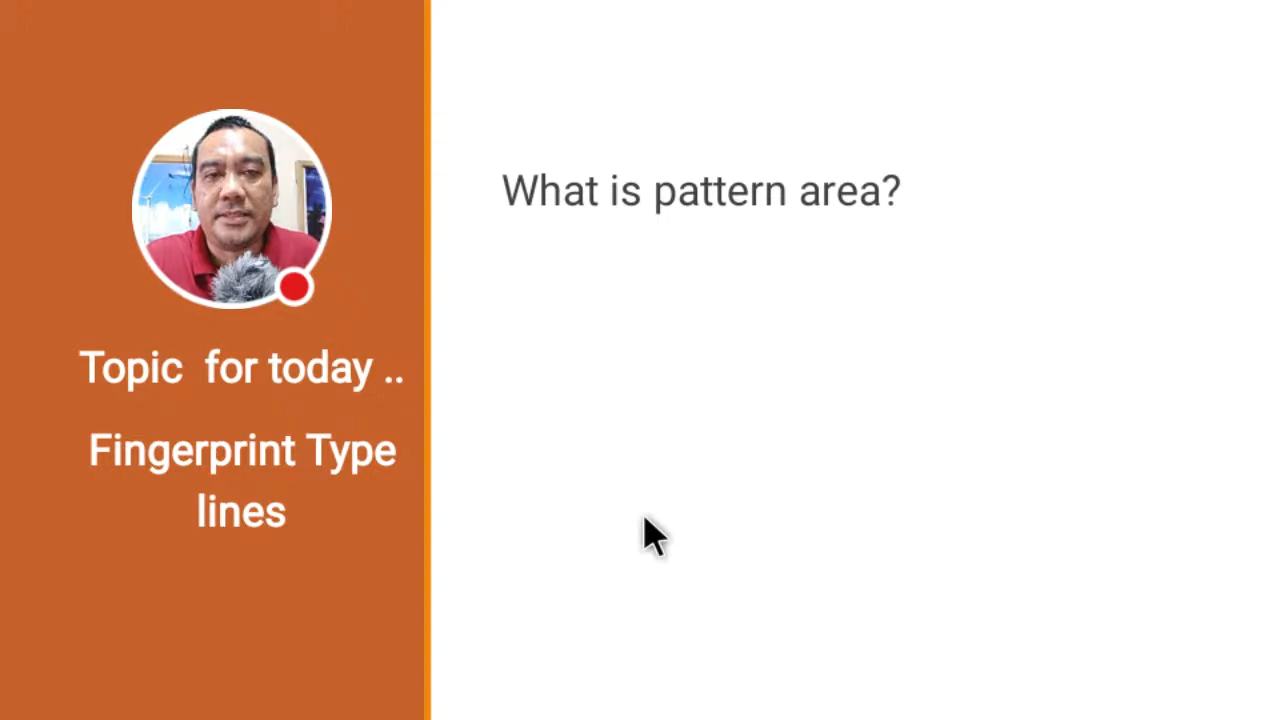 Topic  for today ..
Fingerprint Type
lines
What is pattern area?